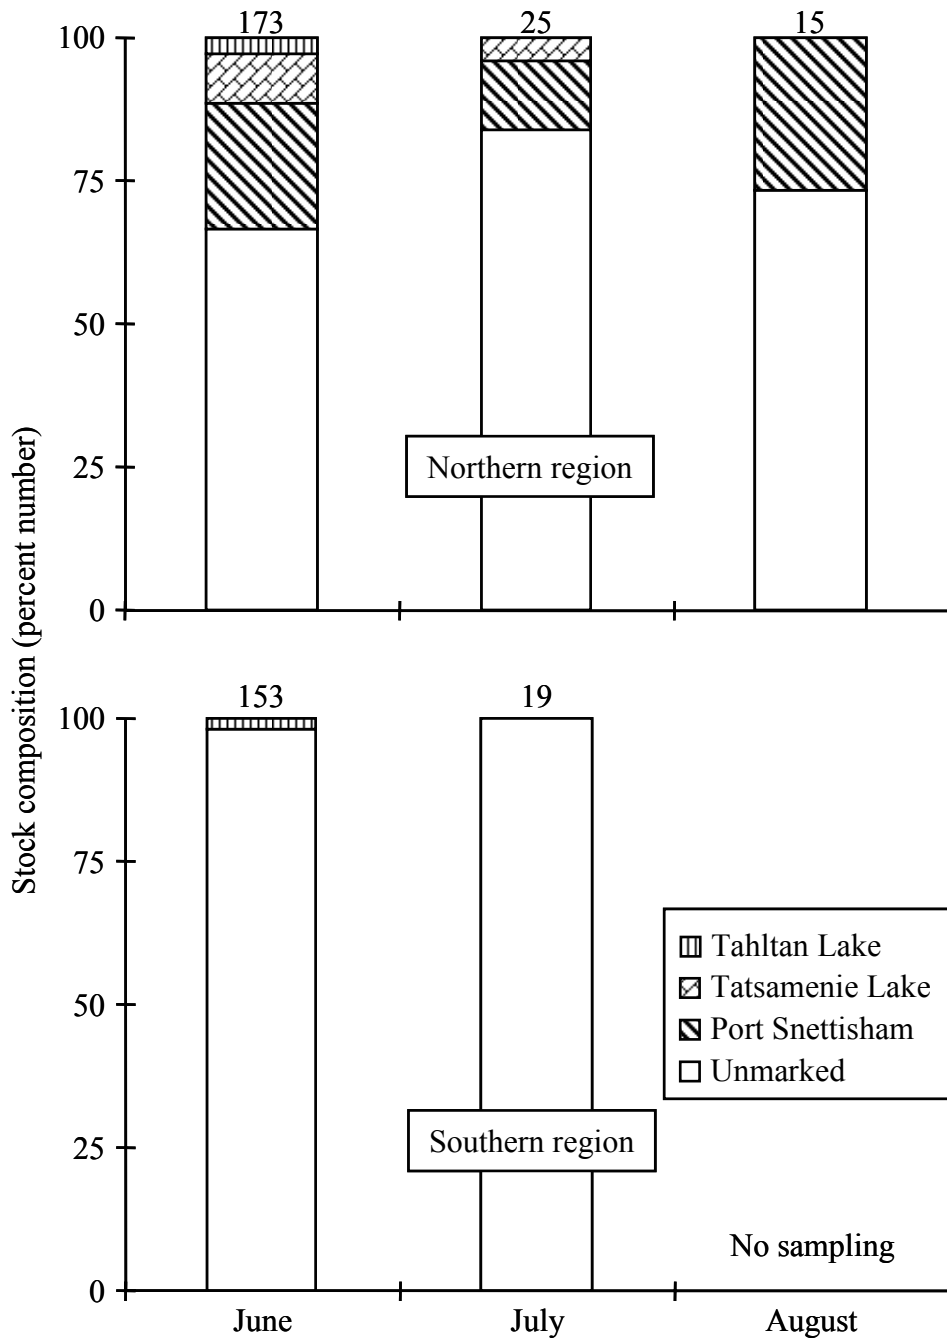 173
25
15
100
75
50
25
0
Northern region
Stock composition (percent number)
153
19
100
75
50
25
0
Southern region
Tahltan Lake
Tatsamenie Lake
Port Snettisham
Unmarked
No sampling
June
July
August